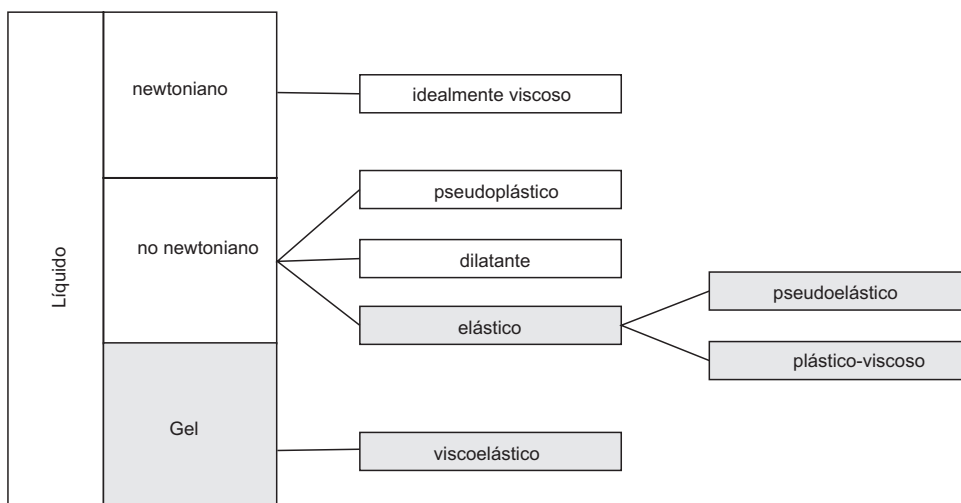 Líquido
newtoniano
idealmente viscoso
no newtoniano
pseudoplástico
dilatante
elástico
pseudoelástico
plástico-viscoso
Gel
viscoelástico